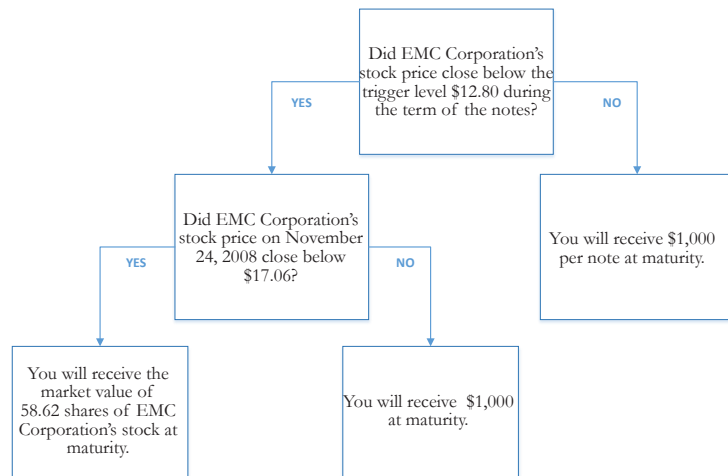 Did EMC Corporation's
stock price close below the
trigger level $12.80 during
the term of the notes?
YES
NO
Did EMC Corporation's
stock price on November
24, 2008 close below
$17.06?
You will receive $1,000
per note at maturity.
YES
NO
You will receive the
market value of
58.62 shares of EMC
Corporation's stock at
maturity.
You will receive $1,000
at maturity.